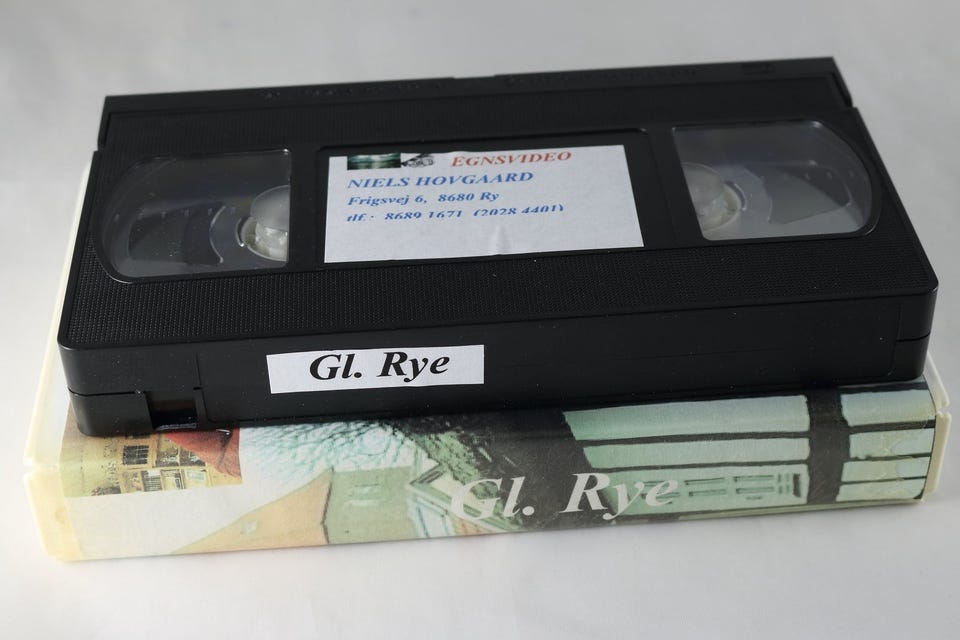 EGNSVIDEO
NIELS HOVGAARD
Frigsvej 6, 8680 Ry
tlf.: 8689 1671 (2028 4401)
Gl. Rye
Gl. Rye